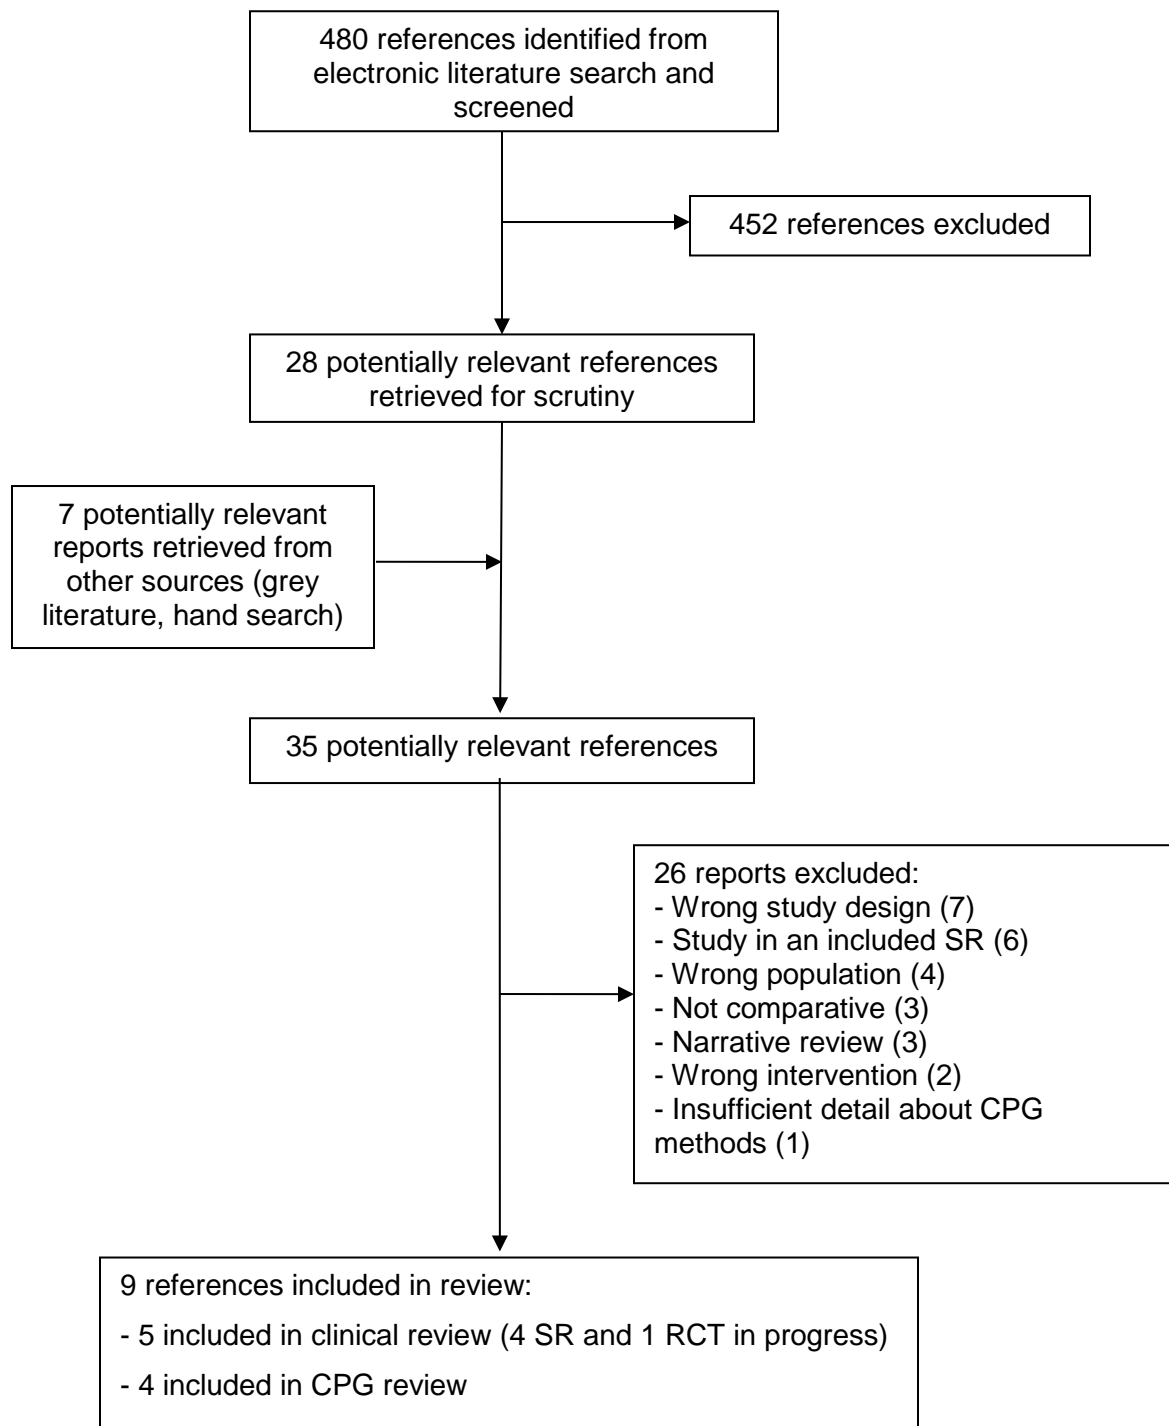 480 references identified from
electronic literature search and
screened
452 references excluded
28 potentially relevant references
retrieved for scrutiny
7 potentially relevant
reports retrieved from
other sources (grey
literature, hand search)
35 potentially relevant references
26 reports excluded:
- Wrong study design (7)
- Study in an included SR (6)
- Wrong population (4)
- Not comparative (3)
- Narrative review (3)
- Wrong intervention (2)
- Insufficient detail about CPG
methods (1)
9 references included in review:
- 5 included in clinical review (4 SR and 1 RCT in progress)
- 4 included in CPG review